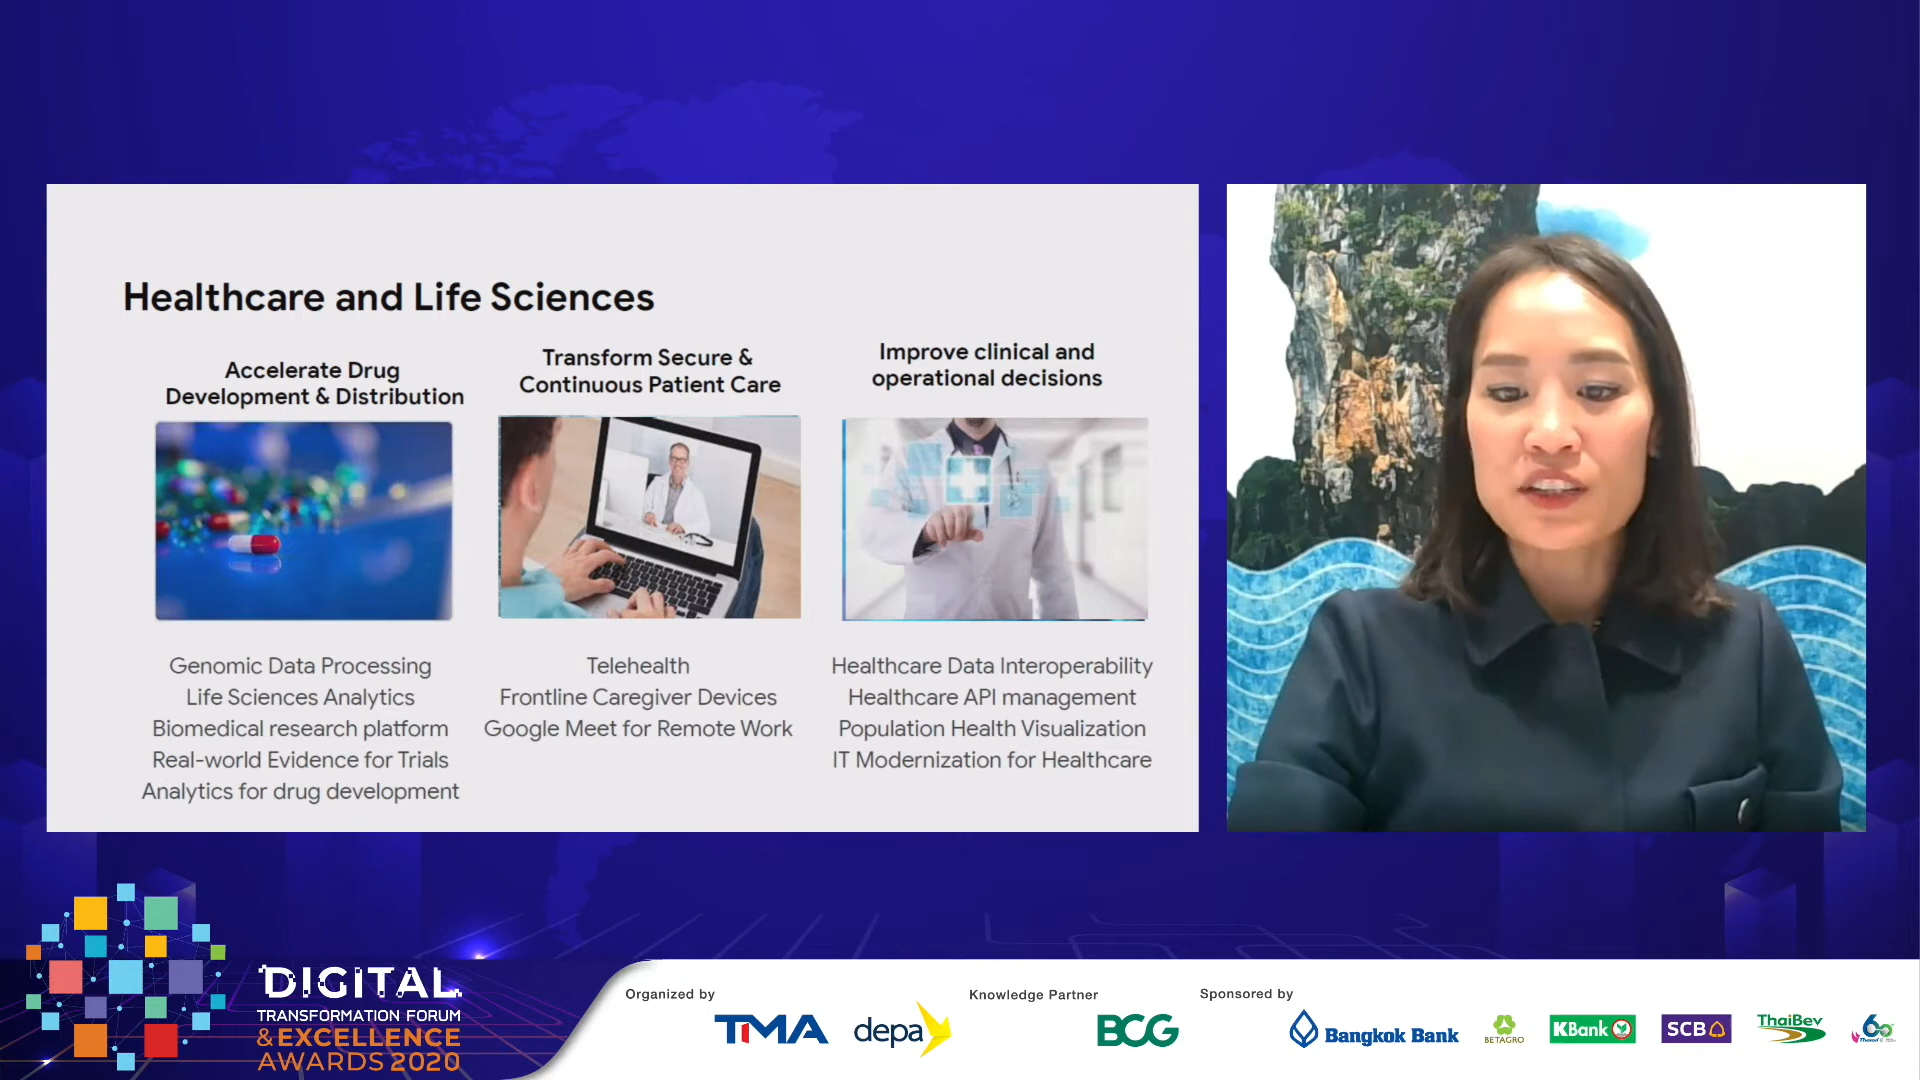 Healthcare and Life Sciences
Accelerate Drug
Development & Distribution
Genomic Data Processing
Life Sciences Analytics
Biomedical research platform
Real-world Evidence for Trials
Analytics for drug development
Transform Secure &
Continuous Patient Care
Telehealth
Frontline Caregiver Devices
Google Meet for Remote Work
Improve clinical and
operational decisions
Healthcare Data Interoperability
Healthcare API management
Population Health Visualization
IT Modernization for Healthcare
DIGITAL
TRANSFORMATION FORUM
& EXCELLENCE
AWARDS 2020
Organized by
TMA
depa
Knowledge Partner
BCG
Sponsored by
Bangkok Bank
BETAGRO
KBank
SCB
ThaiBev
60